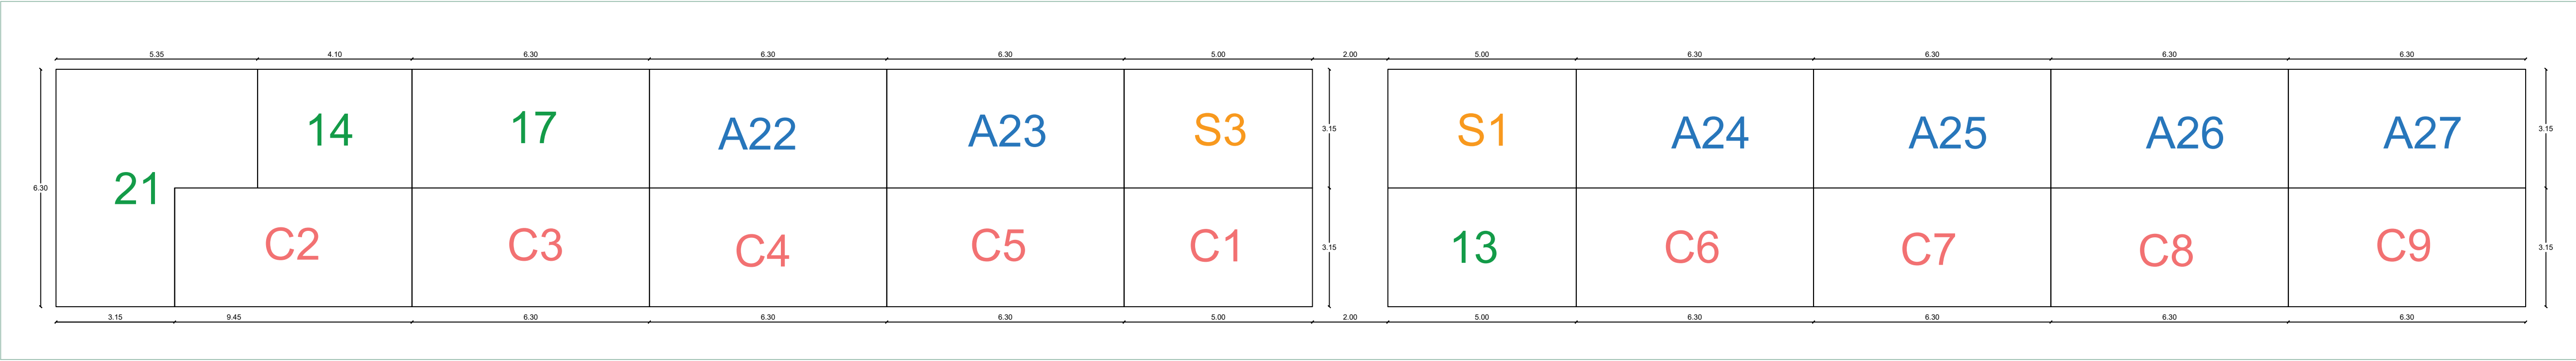 5.35 4.10 6.30 6.30 6.30 5.00 2.00 5.00 6.30 6.30 6.30 6.30
14 17 A22 A23 S3 3.15 S1 A24 A25 A26 A27 3.15
6.30 21
C2 C3 C4 C5 C1 3.15 13 C6 C7 C8 C9 3.15
3.15 9.45 6.30 6.30 6.30 5.00 2.00 5.00 6.30 6.30 6.30 6.30